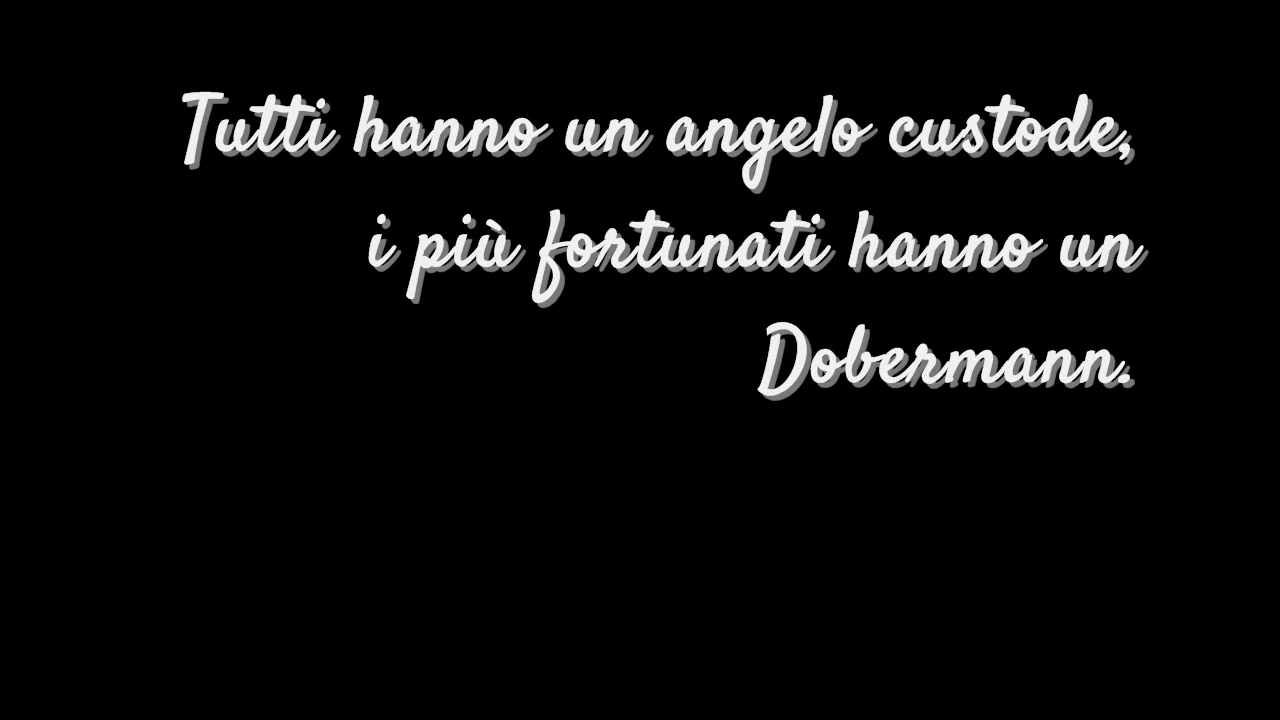 Tutti hanno un angelo custode,
i più fortunati hanno un
Dobermann.